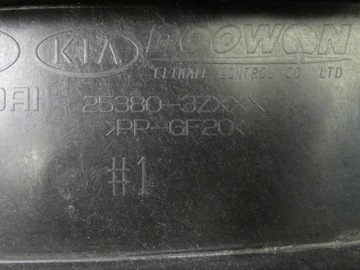 KIA DOOWON
CLIMATE CONTROL CO LTD
25380-3ZXXX
>PP-GF20<
#1